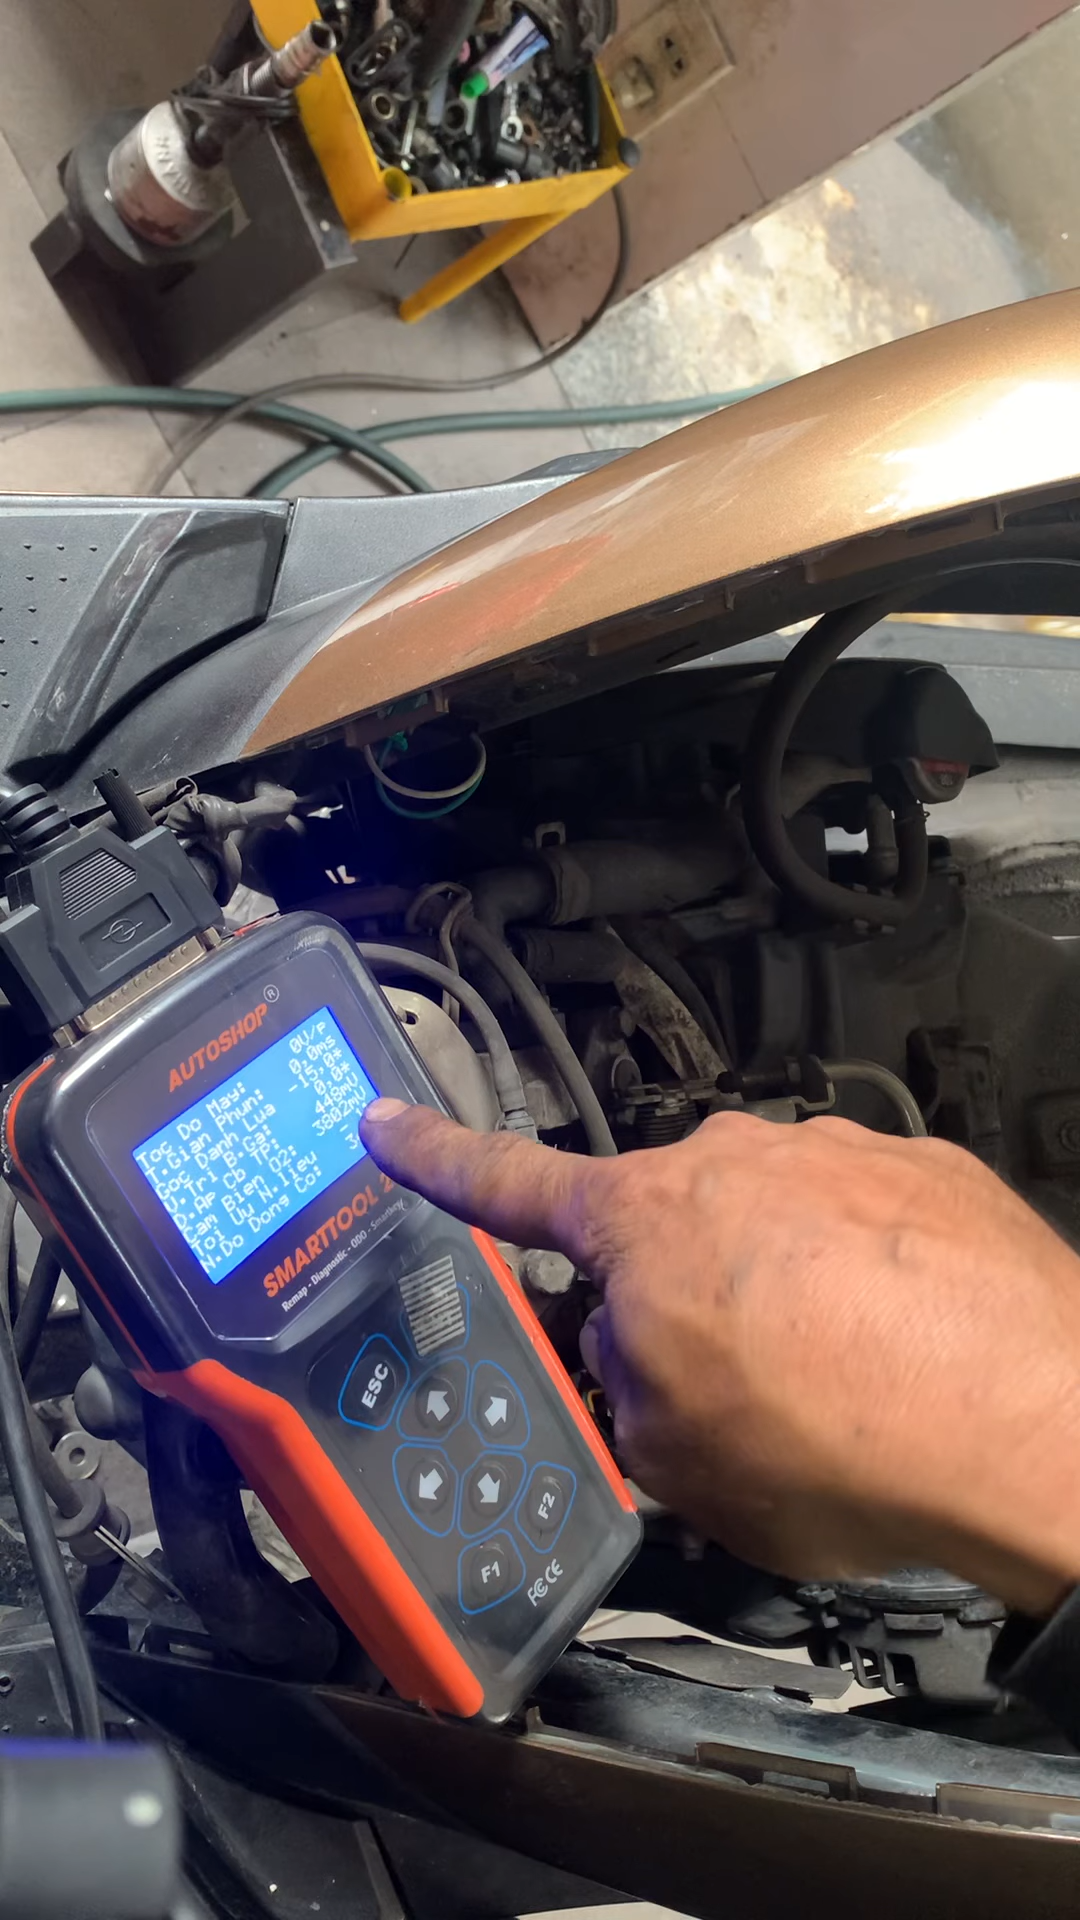 AUTOSHOP®
Toc Do May: 0V/P
T.Gian Phun: 0,0ms
Goc Danh Lua -15,0*
V.Tri B.Ga: 0,0*
D.AP Cb TP: 448mV
Cam Bien O2: 3802mV
Toi Uu N.lieu
N.Do Dong Co:
SMARTTOOL
Remap - Diagnostic - ODO - Smartkey
ESC
F2
F1
FC CE